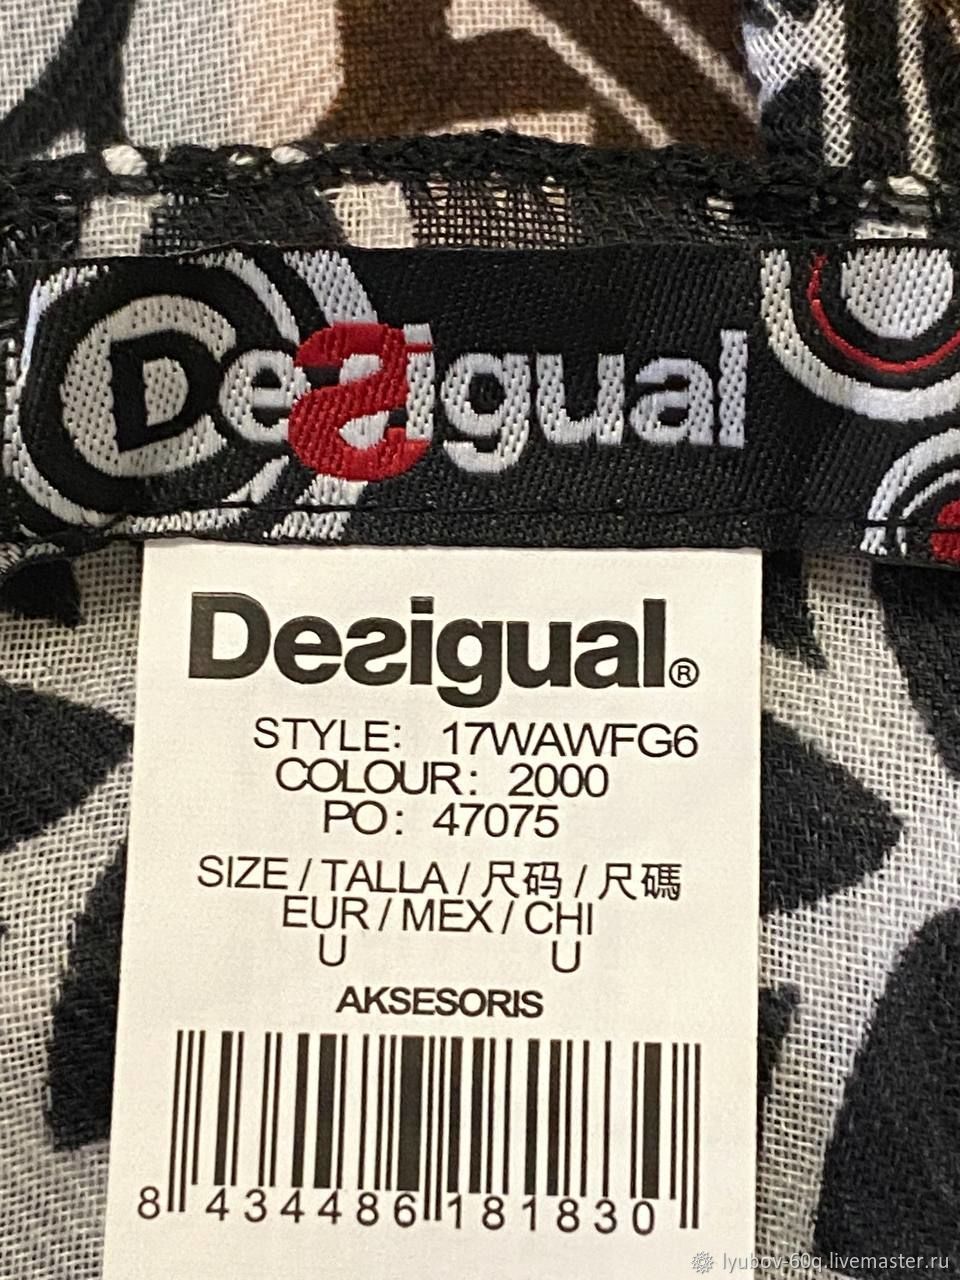 Desigual
Desigual®
STYLE: 17WAWFG6
COLOUR: 2000
PO: 47075
SIZE / TALLA / 尺码 / 尺碼
EUR / MEX / CHI
U U
AKSESORIS
8 434486 181830
lyubov-60q.livemaster.ru